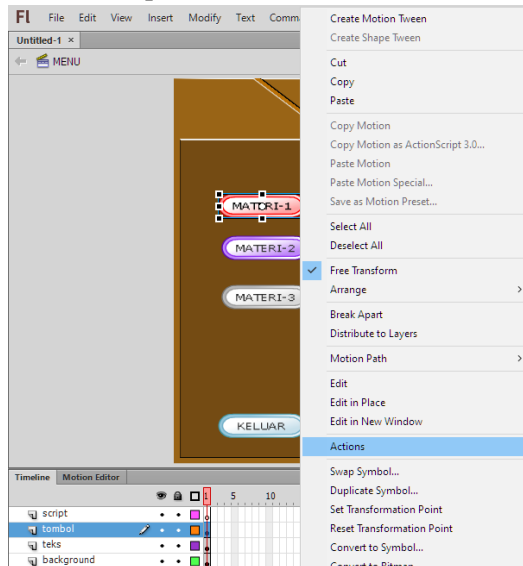 Fl File Edit View Insert Modify Text Comm
Untitled-1 ×
MENU
MATERI-1
MATERI-2
MATERI-3
KELUAR
Create Motion Tween
Create Shape Tween
Cut
Copy
Paste
Copy Motion
Copy Motion as ActionScript 3.0...
Paste Motion
Paste Motion Special...
Save as Motion Preset...
Select All
Deselect All
Free Transform
Arrange
Break Apart
Distribute to Layers
Motion Path
Edit
Edit in Place
Edit in New Window
Actions
Swap Symbol...
Duplicate Symbol...
Set Transformation Point
Reset Transformation Point
Convert to Symbol...
Convert to Bitmap
Timeline Motion Editor
1 5 10
script
tombol
teks
background